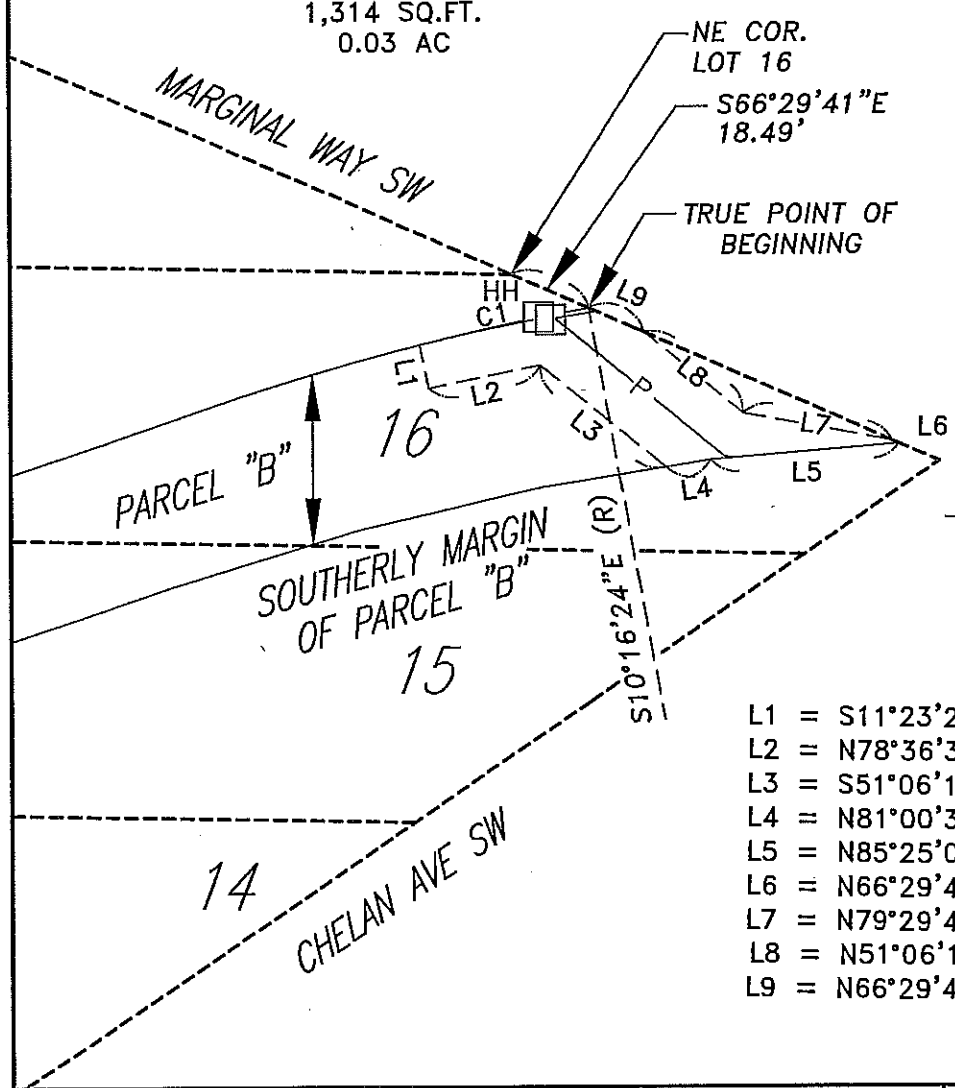 1,314 SQ.FT.
0.03 AC
NE COR.
LOT 16
S66°29'41"E
18.49'
MARGINAL WAY SW
TRUE POINT OF
BEGINNING
HH
C1
L9
L1
L2
L8
P
L7
L6
16
L3
L4
L5
PARCEL "B"
SOUTHERLY MARGIN
OF PARCEL "B"
S10°16'24"E (R)
15
14
CHELAN AVE SW
L1 = S11°23'2
L2 = N78°36'3
L3 = S51°06'1
L4 = N81°00'3
L5 = N85°25'0
L6 = N66°29'4
L7 = N79°29'4
L8 = N51°06'1
L9 = N66°29'4